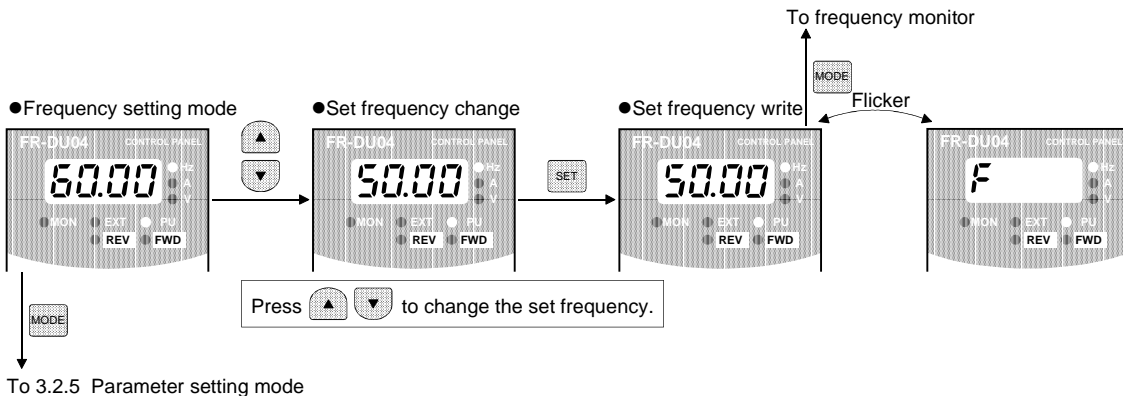 To frequency monitor
MODE
Flicker
●Frequency setting mode
●Set frequency change
●Set frequency write
FR-DU04 CONTROL PANEL
60.00
Hz
A
V
MON EXT PU
REV FWD
▲
▼
FR-DU04 CONTROL PANEL
50.00
Hz
A
V
MON EXT PU
REV FWD
SET
FR-DU04 CONTROL PANEL
50.00
Hz
A
V
MON EXT PU
REV FWD
FR-DU04 CONTROL PANEL
F
Hz
A
V
MON EXT PU
REV FWD
MODE
Press ▲ ▼ to change the set frequency.
To 3.2.5 Parameter setting mode